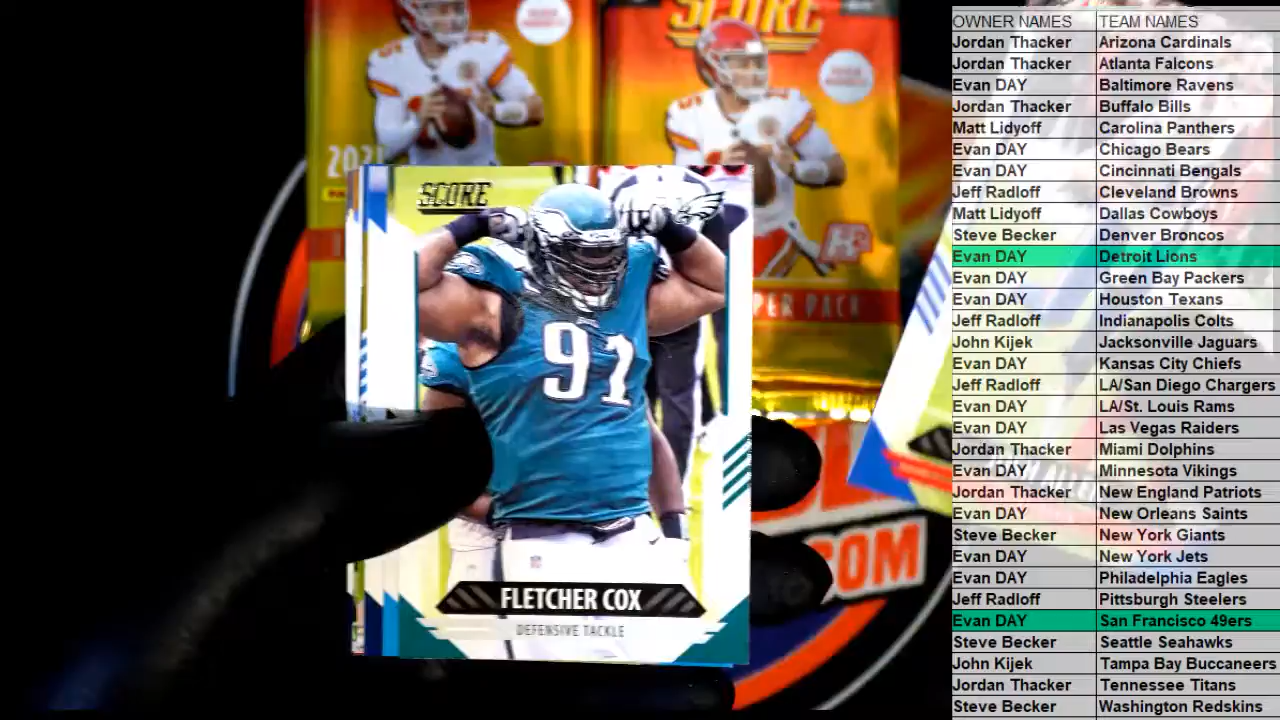 SCORE
2021
PER PACK
SCORE
91
FLETCHER COX
DEFENSIVE TACKLE
.COM
OWNER NAMES TEAM NAMES
Jordan Thacker Arizona Cardinals
Jordan Thacker Atlanta Falcons
Evan DAY Baltimore Ravens
Jordan Thacker Buffalo Bills
Matt Lidyoff Carolina Panthers
Evan DAY Chicago Bears
Evan DAY Cincinnati Bengals
Jeff Radloff Cleveland Browns
Matt Lidyoff Dallas Cowboys
Steve Becker Denver Broncos
Evan DAY Detroit Lions
Evan DAY Green Bay Packers
Evan DAY Houston Texans
Jeff Radloff Indianapolis Colts
John Kijek Jacksonville Jaguars
Evan DAY Kansas City Chiefs
Jeff Radloff LA/San Diego Chargers
Evan DAY LA/St. Louis Rams
Evan DAY Las Vegas Raiders
Jordan Thacker Miami Dolphins
Evan DAY Minnesota Vikings
Jordan Thacker New England Patriots
Evan DAY New Orleans Saints
Steve Becker New York Giants
Evan DAY New York Jets
Evan DAY Philadelphia Eagles
Jeff Radloff Pittsburgh Steelers
Evan DAY San Francisco 49ers
Steve Becker Seattle Seahawks
John Kijek Tampa Bay Buccaneers
Jordan Thacker Tennessee Titans
Steve Becker Washington Redskins